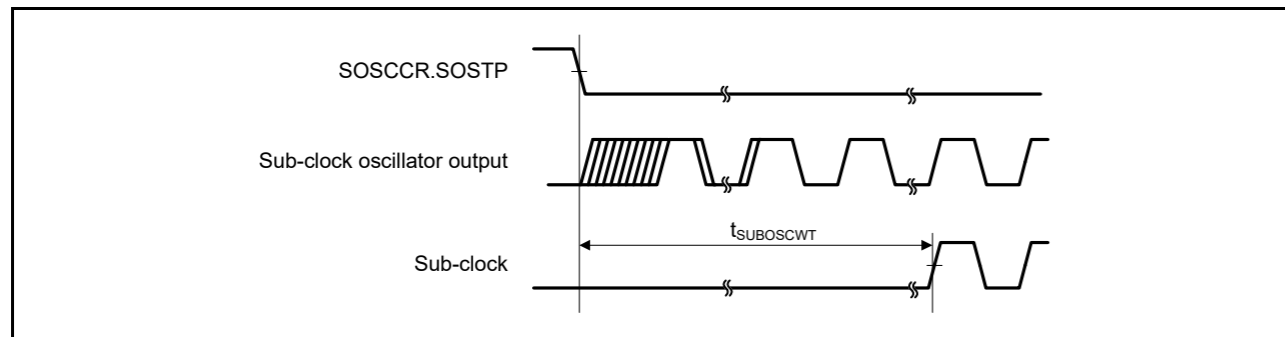 SOSCCR.SOSTP
Sub-clock oscillator output
tSUBOSCWT
Sub-clock